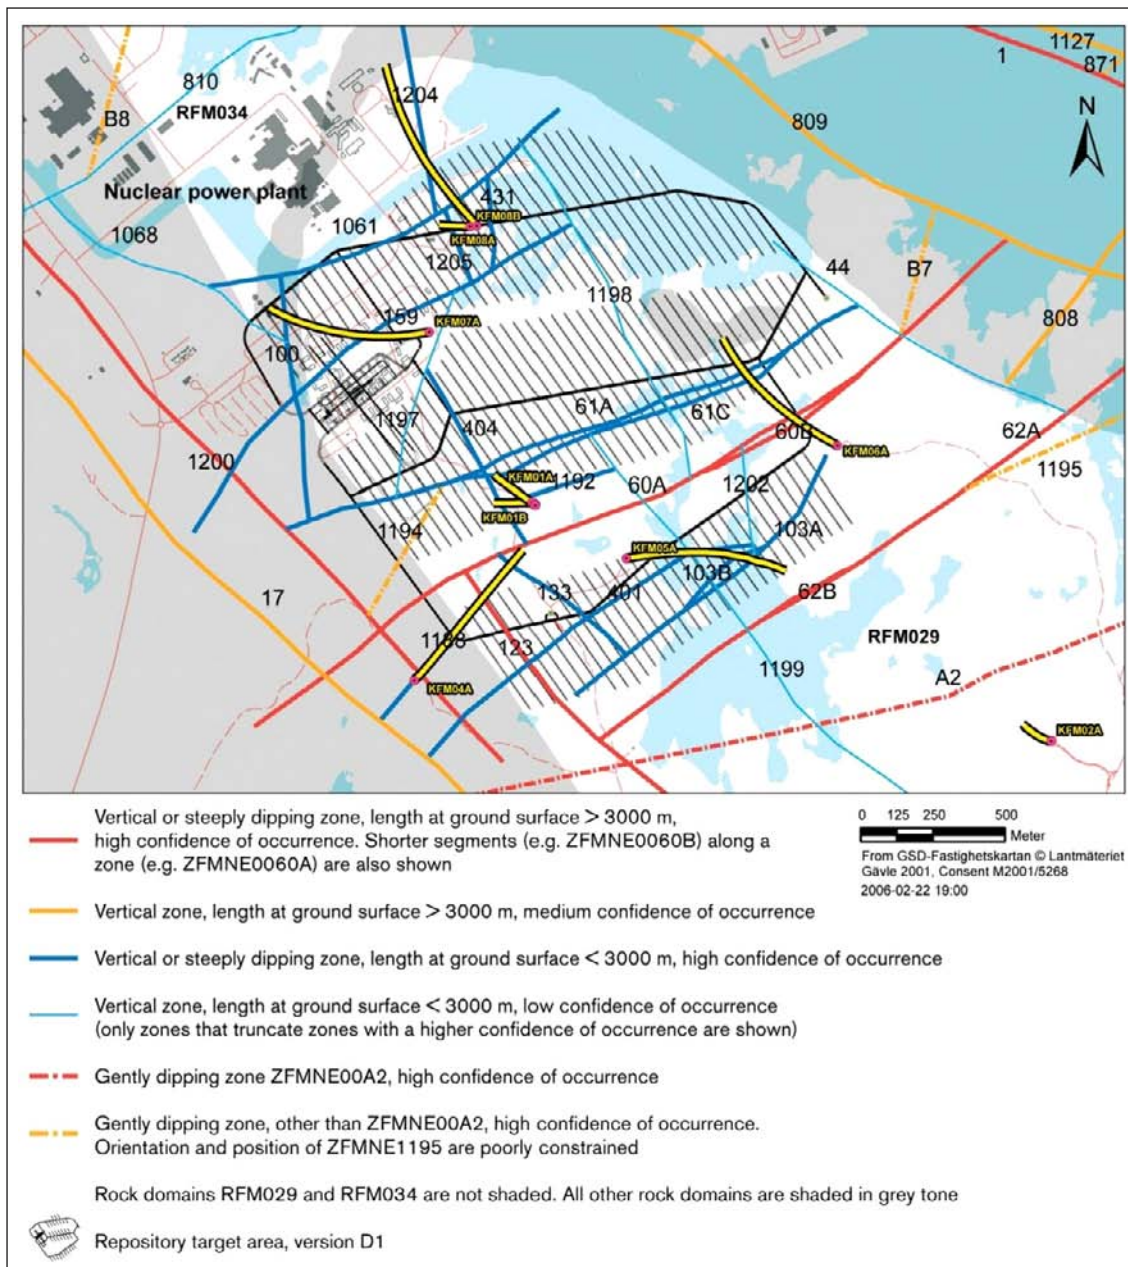 1127
1
871
1204
810
N
B8
RFM034
809
Nuclear power plant
431
KFM08B
1061
KFM08A
1068
1205
44
B7
1198
159
KFM07A
808
100
61A
61C
1197
404
60B
62A
KFM06A
1200
1195
KFM01A
1192
60A
1202
KFM01B
1194
103A
KFM05A
103B
133
401
62B
17
1188
123
RFM029
1199
A2
KFM04A
KFM02A
Vertical or steeply dipping zone, length at ground surface > 3000 m,
high confidence of occurrence. Shorter segments (e.g. ZFMNE0060B) along a
zone (e.g. ZFMNE0060A) are also shown
0 125 250 500
Meter
From GSD-Fastighetskartan © Lantmäteriet
Gävle 2001, Consent M2001/5268
2006-02-22 19:00
Vertical zone, length at ground surface > 3000 m, medium confidence of occurrence
Vertical or steeply dipping zone, length at ground surface < 3000 m, high confidence of occurrence
Vertical zone, length at ground surface < 3000 m, low confidence of occurrence
(only zones that truncate zones with a higher confidence of occurrence are shown)
Gently dipping zone ZFMNE00A2, high confidence of occurrence
Gently dipping zone, other than ZFMNE00A2, high confidence of occurrence.
Orientation and position of ZFMNE1195 are poorly constrained
Rock domains RFM029 and RFM034 are not shaded. All other rock domains are shaded in grey tone
Repository target area, version D1